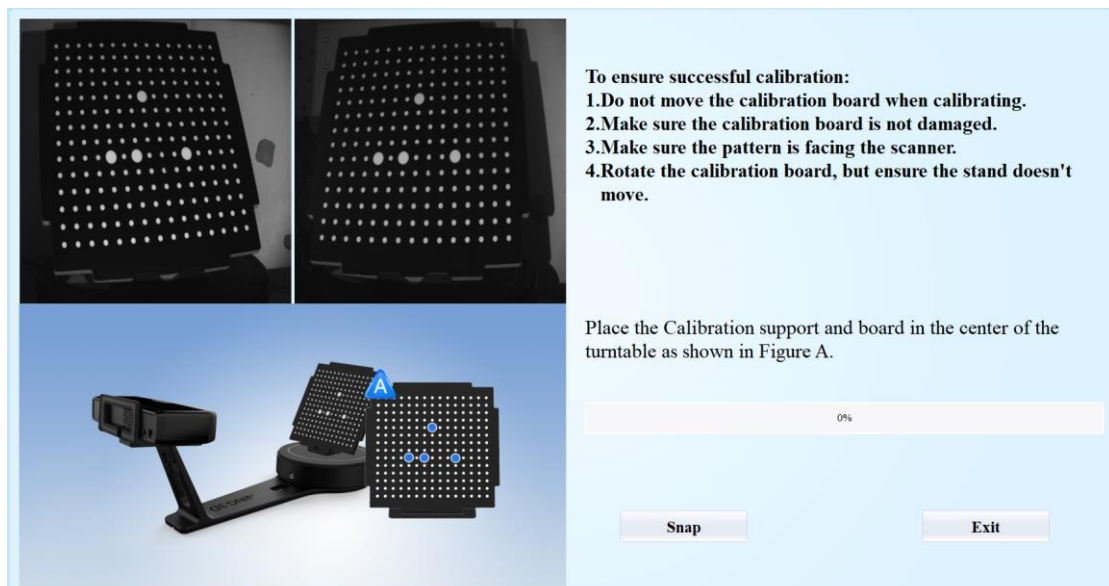 To ensure successful calibration:
1.Do not move the calibration board when calibrating.
2.Make sure the calibration board is not damaged.
3.Make sure the pattern is facing the scanner.
4.Rotate the calibration board, but ensure the stand doesn't
move.
Place the Calibration support and board in the center of the
turntable as shown in Figure A.
A
0%
Snap
Exit